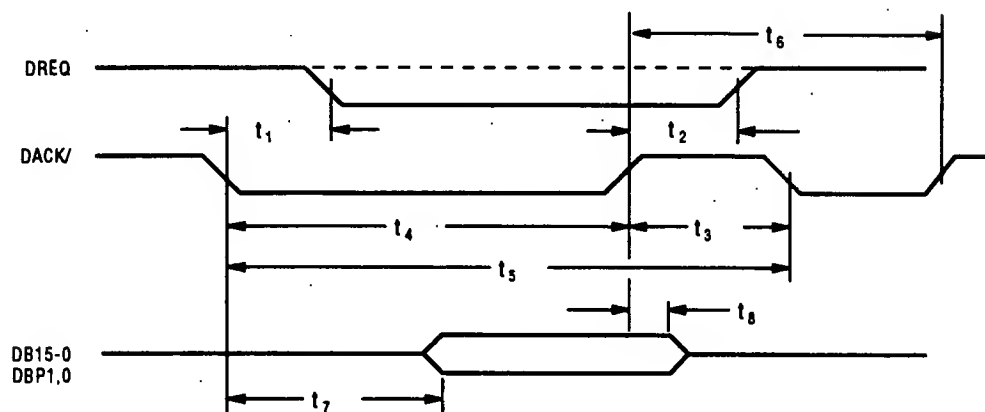 t6
DREQ
t1
t2
DACK/
t4
t3
t5
t8
DB15-0
DBP1,0
t7